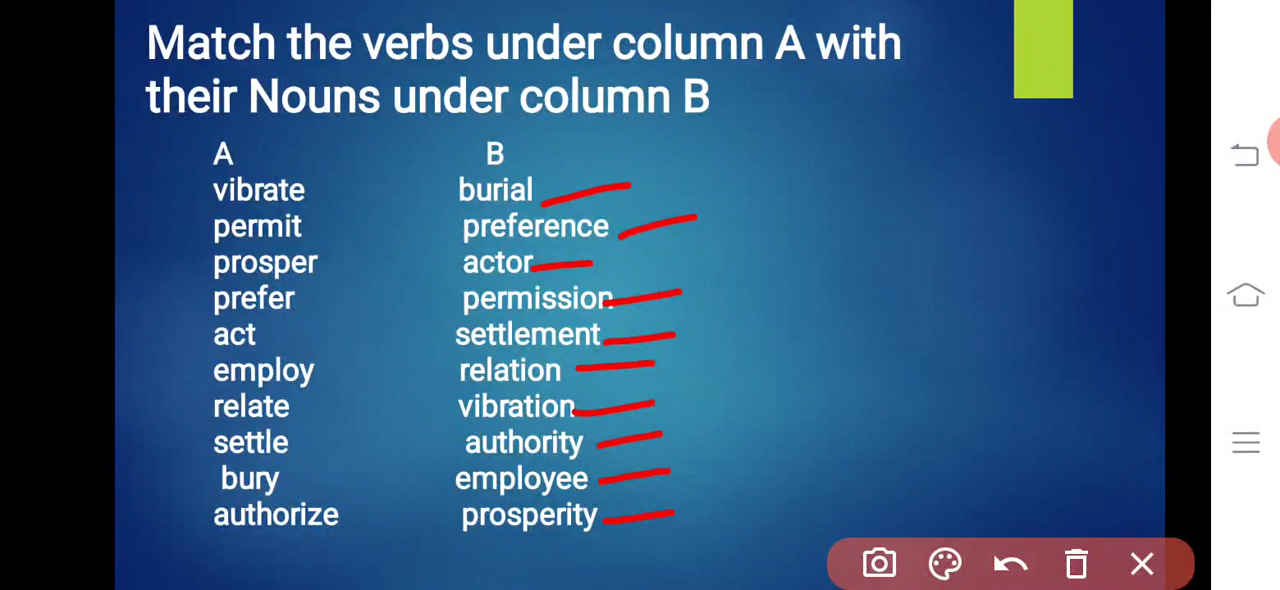 Match the verbs under column A with
their Nouns under column B
A B
vibrate burial
permit preference
prosper actor
prefer permission
act settlement
employ relation
relate vibration
settle authority
bury employee
authorize prosperity